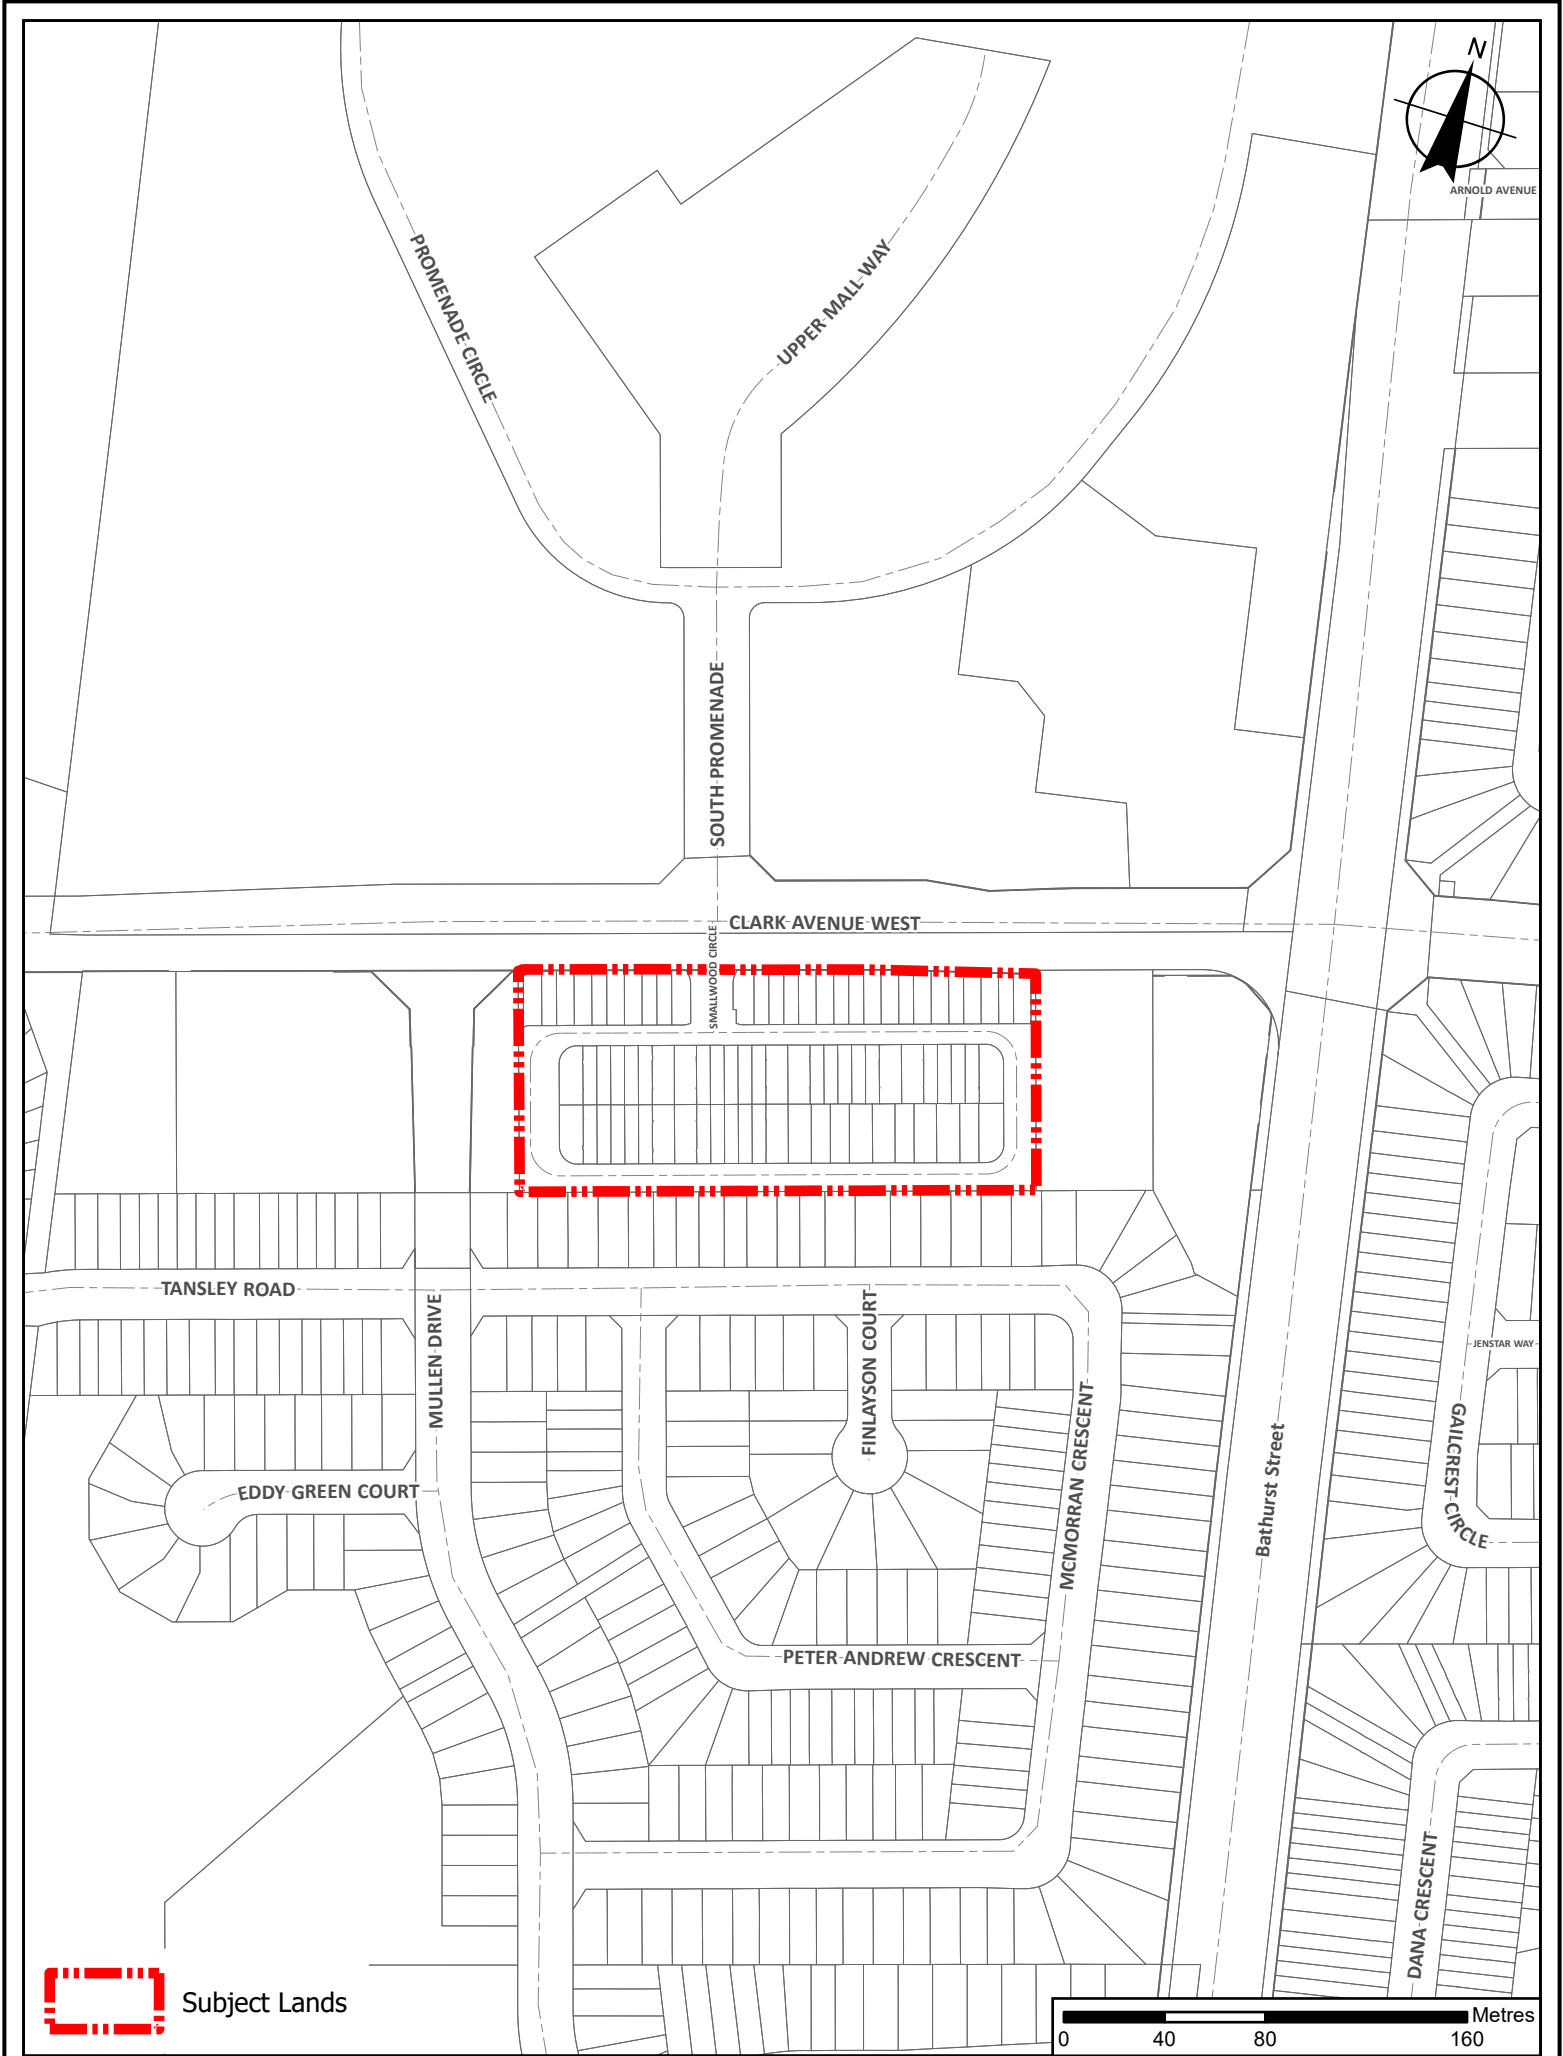 N
ARNOLD AVENUE
PROMENADE CIRCLE
UPPER MALL WAY
SOUTH PROMENADE
CLARK AVENUE WEST
SMALLWOOD CIRCLE
TANSLEY ROAD
MULLEN DRIVE
FINLAYSON COURT
JENSTAR WAY
MCMORRAN CRESCENT
GAILCREST CIRCLE
Bathurst Street
EDDY GREEN COURT
PETER ANDREW CRESCENT
DANA CRESCENT
Subject Lands
Metres
0 40 80 160